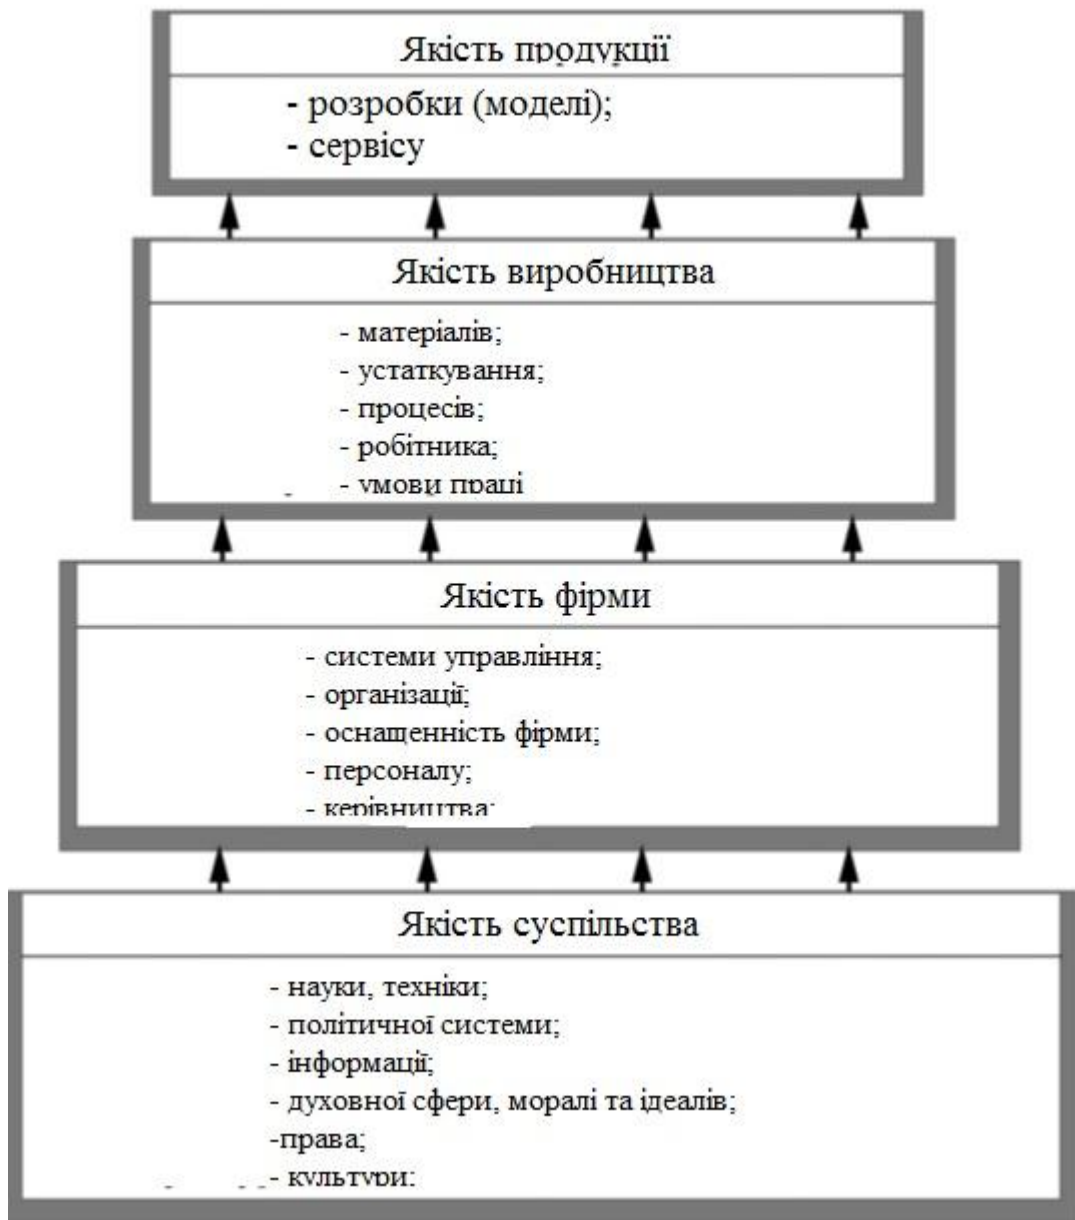 Якість продукції
- розробки (моделі);
- сервісу
Якість виробництва
- матеріалів;
- устаткування;
- процесів;
- робітника;
- умови праці
Якість фірми
- системи управління;
- організації;
- оснащенність фірми;
- персоналу;
- керівництва;
Якість суспільства
- науки, техніки;
- політичної системи;
- інформації;
- духовної сфери, моралі та ідеалів;
-права;
- культури;